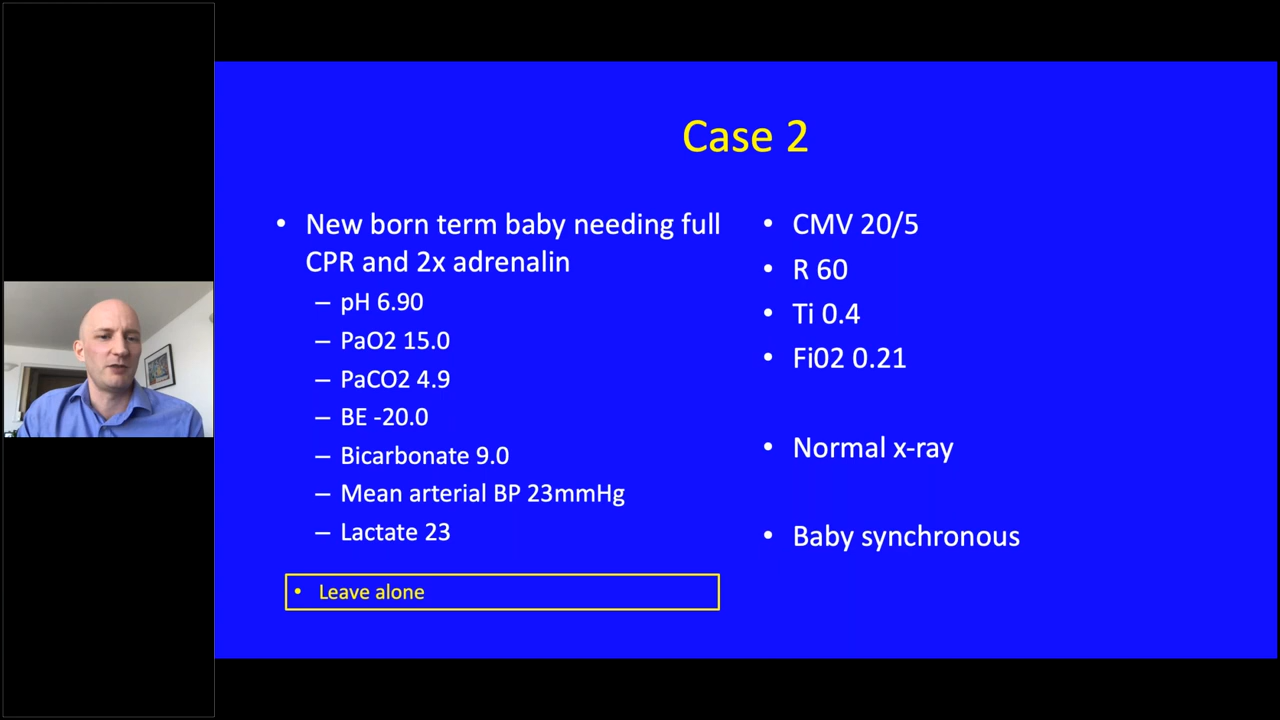 Case 2
• New born term baby needing full
CPR and 2x adrenalin
– pH 6.90
– PaO2 15.0
– PaCO2 4.9
– BE -20.0
– Bicarbonate 9.0
– Mean arterial BP 23mmHg
– Lactate 23
• Leave alone
• CMV 20/5
• R 60
• Ti 0.4
• Fi02 0.21
• Normal x-ray
• Baby synchronous